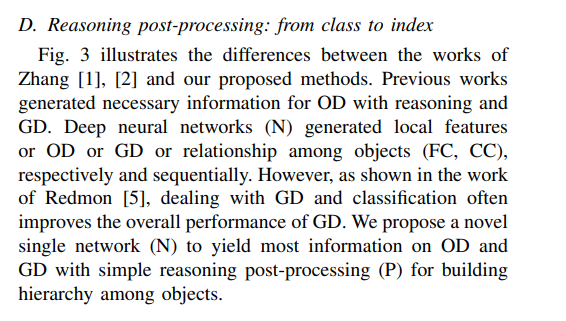 D. Reasoning post-processing: from class to index
Fig. 3 illustrates the differences between the works of
Zhang [1], [2] and our proposed methods. Previous works
generated necessary information for OD with reasoning and
GD. Deep neural networks (N) generated local features
or OD or GD or relationship among objects (FC, CC),
respectively and sequentially. However, as shown in the work
of Redmon [5], dealing with GD and classification often
improves the overall performance of GD. We propose a novel
single network (N) to yield most information on OD and
GD with simple reasoning post-processing (P) for building
hierarchy among objects.